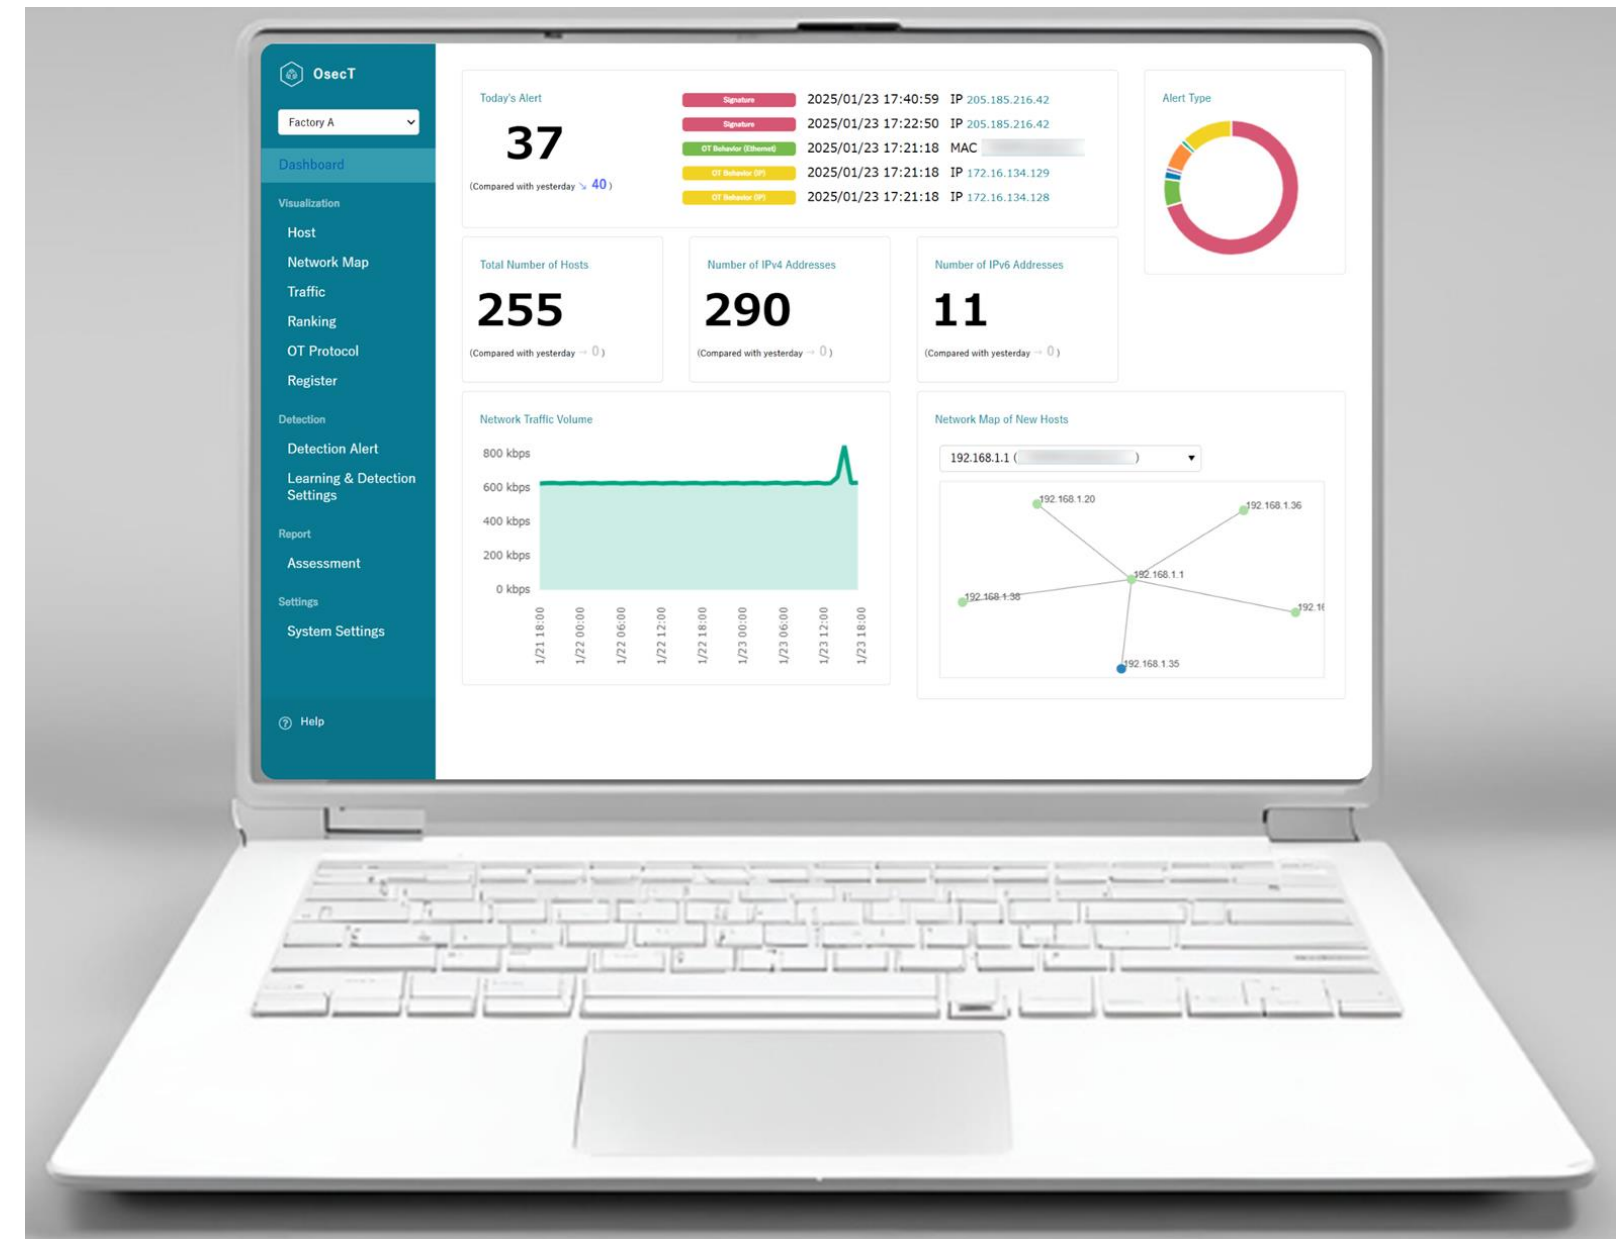 OsecT
Factory A
Dashboard
Visualization
Host
Network Map
Traffic
Ranking
OT Protocol
Register
Detection
Detection Alert
Learning & Detection
Settings
Report
Assessment
Settings
System Settings
Help
Today's Alert
37
(Compared with yesterday ↘ 40 )
Signature 2025/01/23 17:40:59 IP 205.185.216.42
Signature 2025/01/23 17:22:50 IP 205.185.216.42
OT Behavior (Ethernet) 2025/01/23 17:21:18 MAC
OT Behavior (IP) 2025/01/23 17:21:18 IP 172.16.134.129
OT Behavior (IP) 2025/01/23 17:21:18 IP 172.16.134.128
Alert Type
Total Number of Hosts
255
(Compared with yesterday → 0 )
Number of IPv4 Addresses
290
(Compared with yesterday → 0 )
Number of IPv6 Addresses
11
(Compared with yesterday → 0 )
Network Traffic Volume
800 kbps
600 kbps
400 kbps
200 kbps
0 kbps
1/21 18:00
1/22 00:00
1/22 06:00
1/22 12:00
1/22 18:00
1/23 00:00
1/23 06:00
1/23 12:00
1/23 18:00
Network Map of New Hosts
192.168.1.1 ( )
192.168.1.20
192.168.1.36
192.168.1.1
192.168.1.38
192.16
192.168.1.35